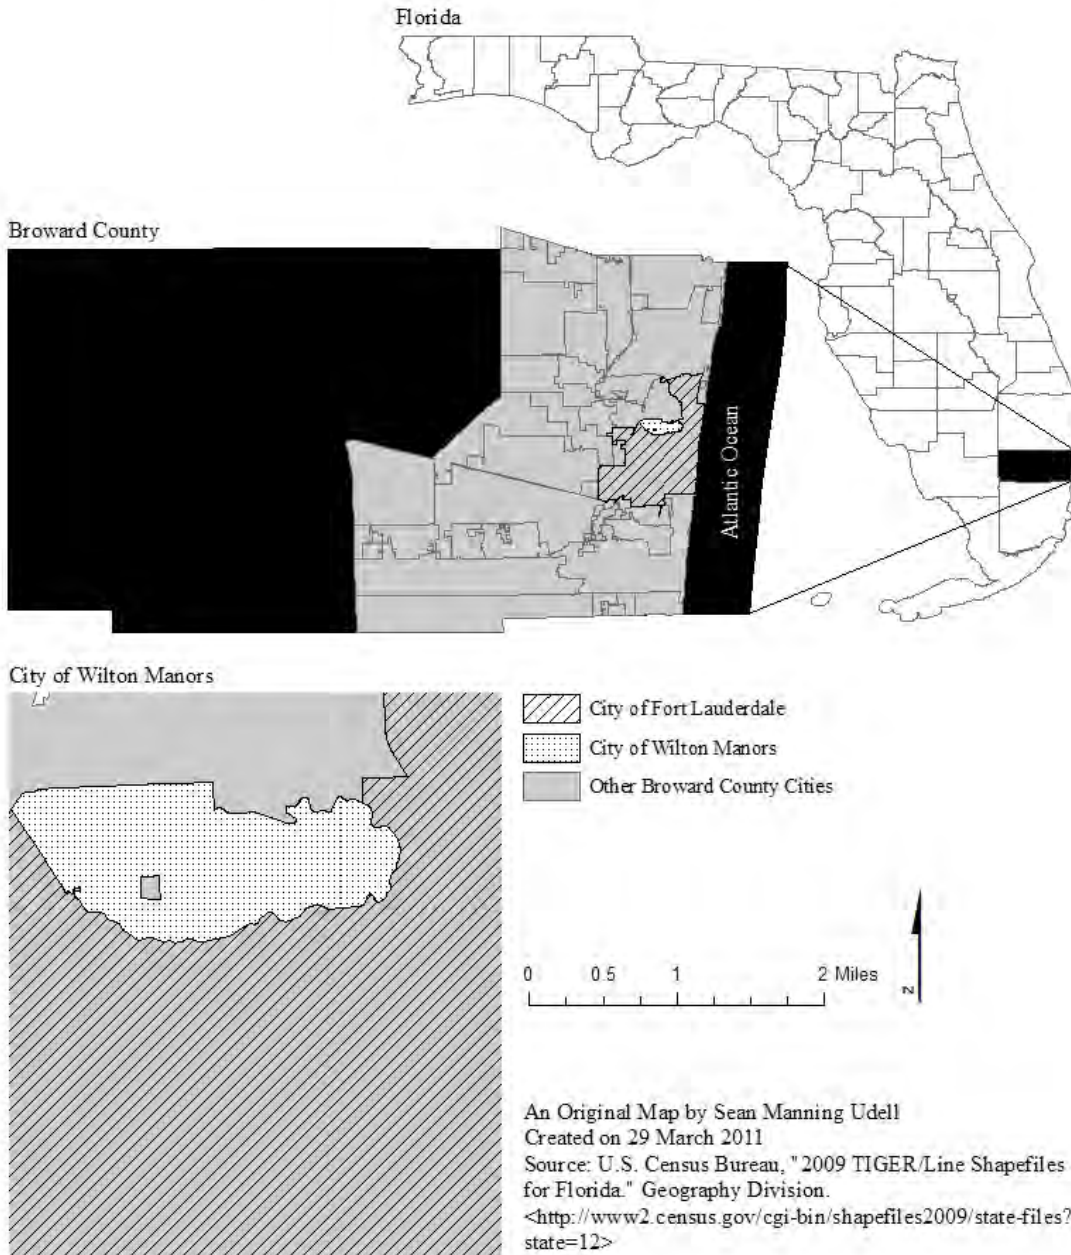 Florida
Broward County
Atlantic Ocean
City of Wilton Manors
City of Fort Lauderdale
City of Wilton Manors
Other Broward County Cities
0 0.5 1 2 Miles
N
An Original Map by Sean Manning Udell
Created on 29 March 2011
Source: U.S. Census Bureau, "2009 TIGER/Line Shapefiles
for Florida." Geography Division.
<http://www2.census.gov/cgi-bin/shapefiles2009/state-files?
state=12>